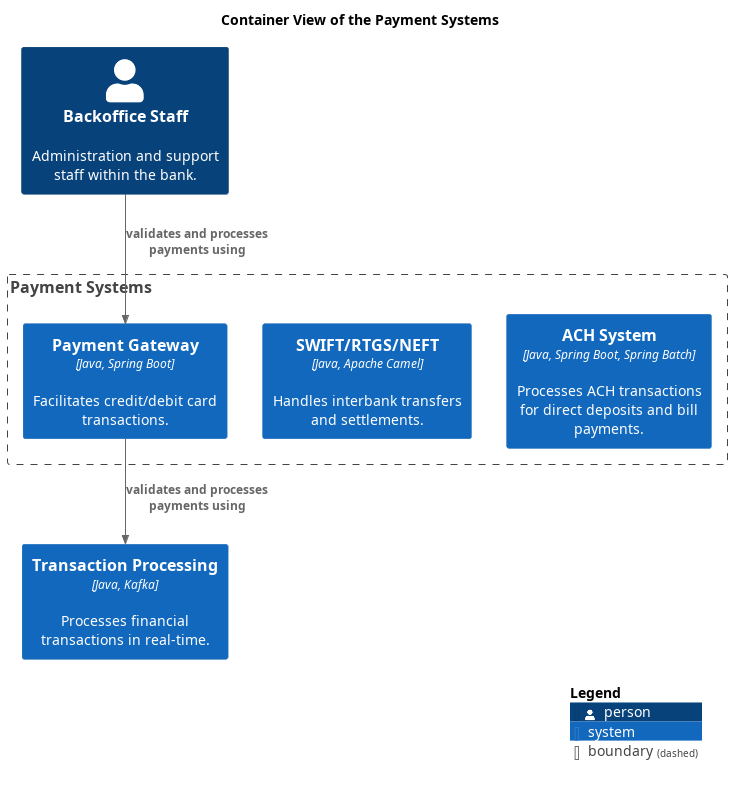 Container View of the Payment Systems
Backoffice Staff
Administration and support
staff within the bank.
validates and processes
payments using
Payment Systems
Payment Gateway
[Java, Spring Boot]
Facilitates credit/debit card
transactions.
SWIFT/RTGS/NEFT
[Java, Apache Camel]
Handles interbank transfers
and settlements.
ACH System
[Java, Spring Boot, Spring Batch]
Processes ACH transactions
for direct deposits and bill
payments.
validates and processes
payments using
Transaction Processing
[Java, Kafka]
Processes financial
transactions in real-time.
Legend
person
system
boundary (dashed)